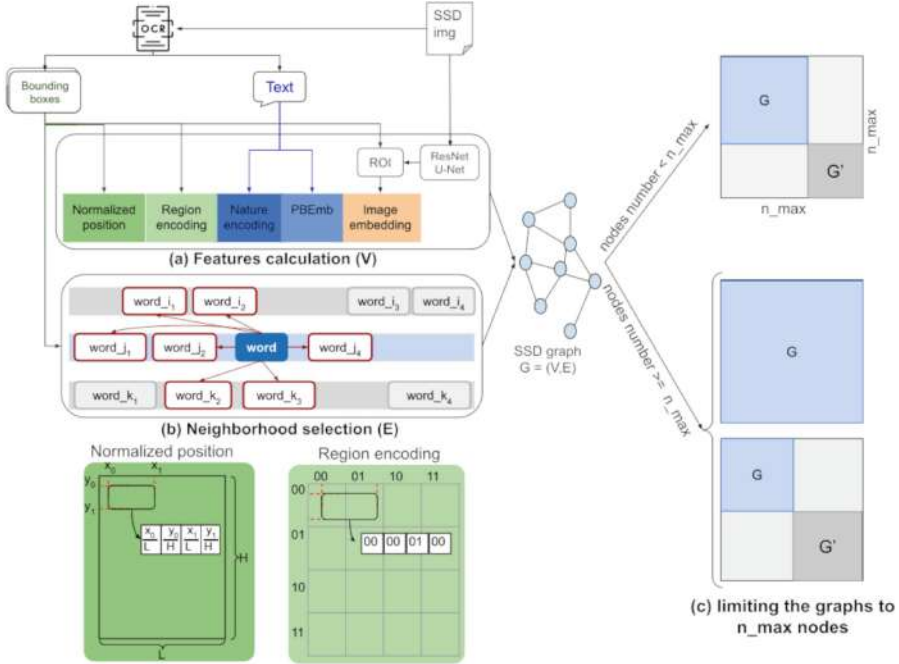 OCR
SSD
img
Bounding
boxes
Text
ROI
ResNet
U-Net
Normalized
position
Region
encoding
Nature
encoding
PBEmb
Image
embedding
(a) Features calculation (V)
word_i₁
word_i₂
word_i₃
word_i₄
word_j₁
word_j₂
word
word_j₄
word_k₁
word_k₂
word_k₃
word_k₄
(b) Neighborhood selection (E)
SSD graph
G = (V,E)
nodes number < n_max
nodes number >= n_max
G
G'
n_max
n_max
G
G
G'
(c) limiting the graphs to
n_max nodes
Normalized position
x₀ x₁
y₀
y₁
x₀ y₀ x₁ y₁
L H L H
H
L
Region encoding
00 01 10 11
00
01
10
11
00 00 01 00